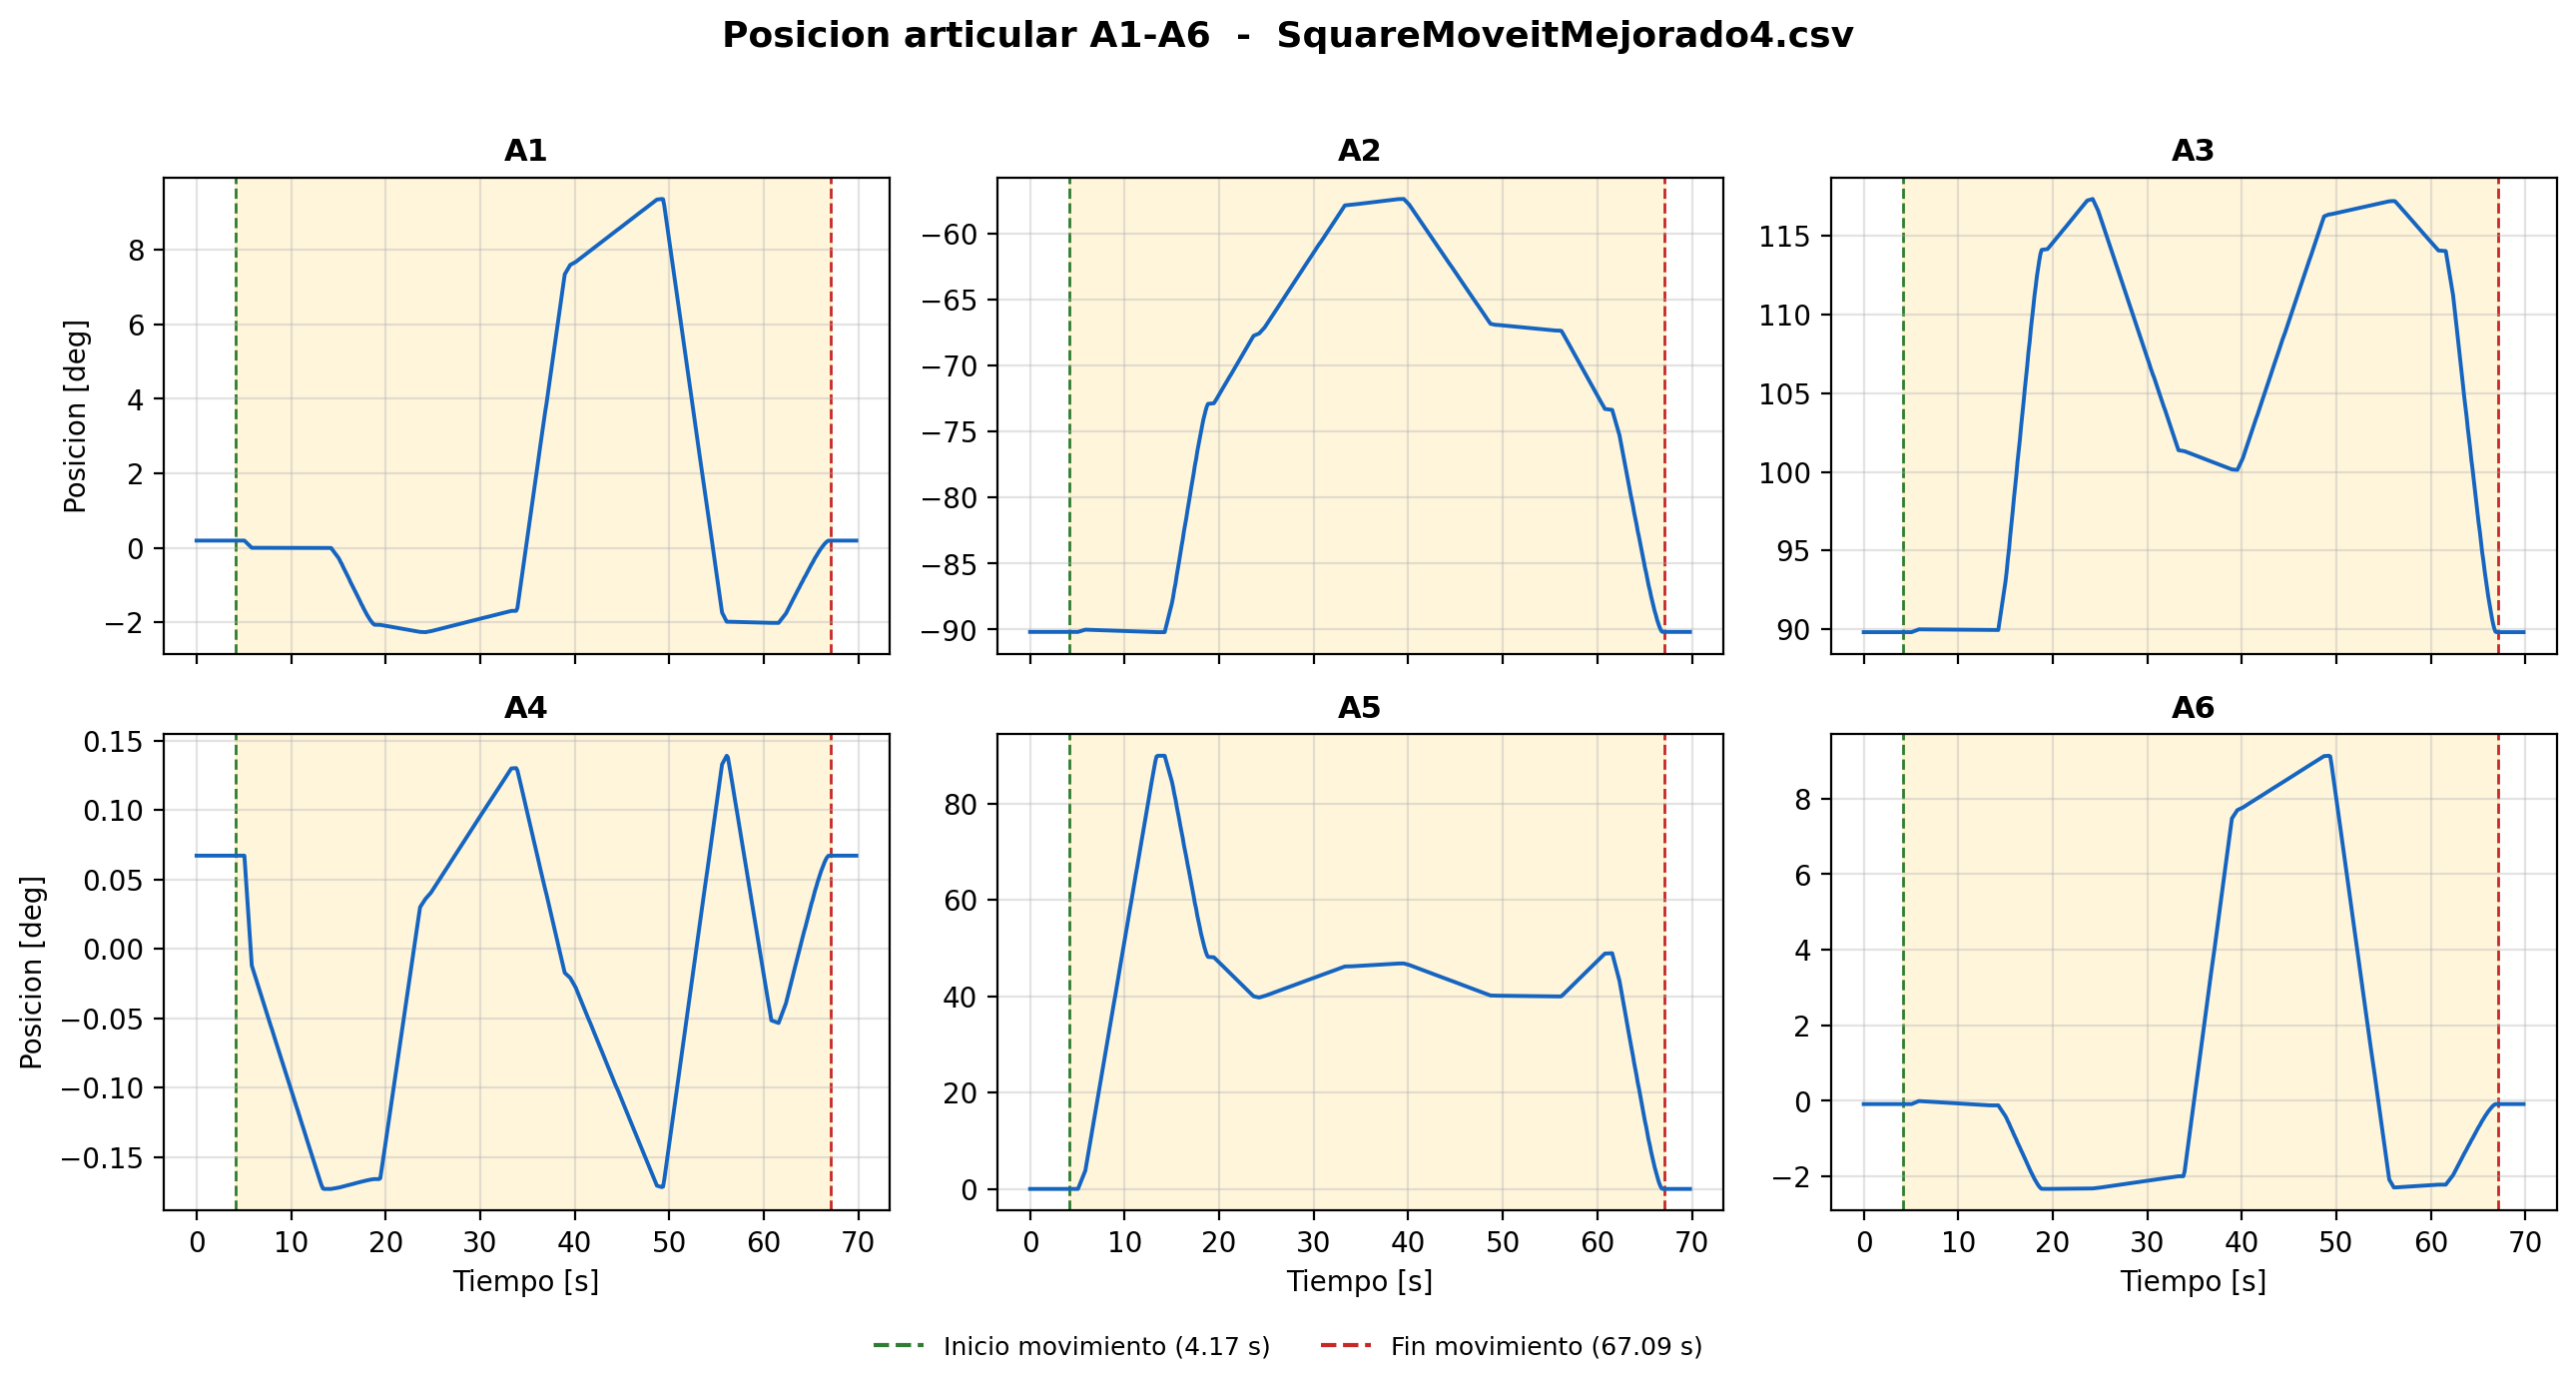 Posicion articular A1-A6  -  SquareMoveitMejorado4.csv
A1
A2
A3
Posicion [deg]
8
6
4
2
0
−2
−60
−65
−70
−75
−80
−85
−90
115
110
105
100
95
90
A4
A5
A6
Posicion [deg]
0.15
0.10
0.05
0.00
−0.05
−0.10
−0.15
80
60
40
20
0
8
6
4
2
0
−2
0 10 20 30 40 50 60 70
0 10 20 30 40 50 60 70
0 10 20 30 40 50 60 70
Tiempo [s]
Tiempo [s]
Tiempo [s]
Inicio movimiento (4.17 s)
Fin movimiento (67.09 s)